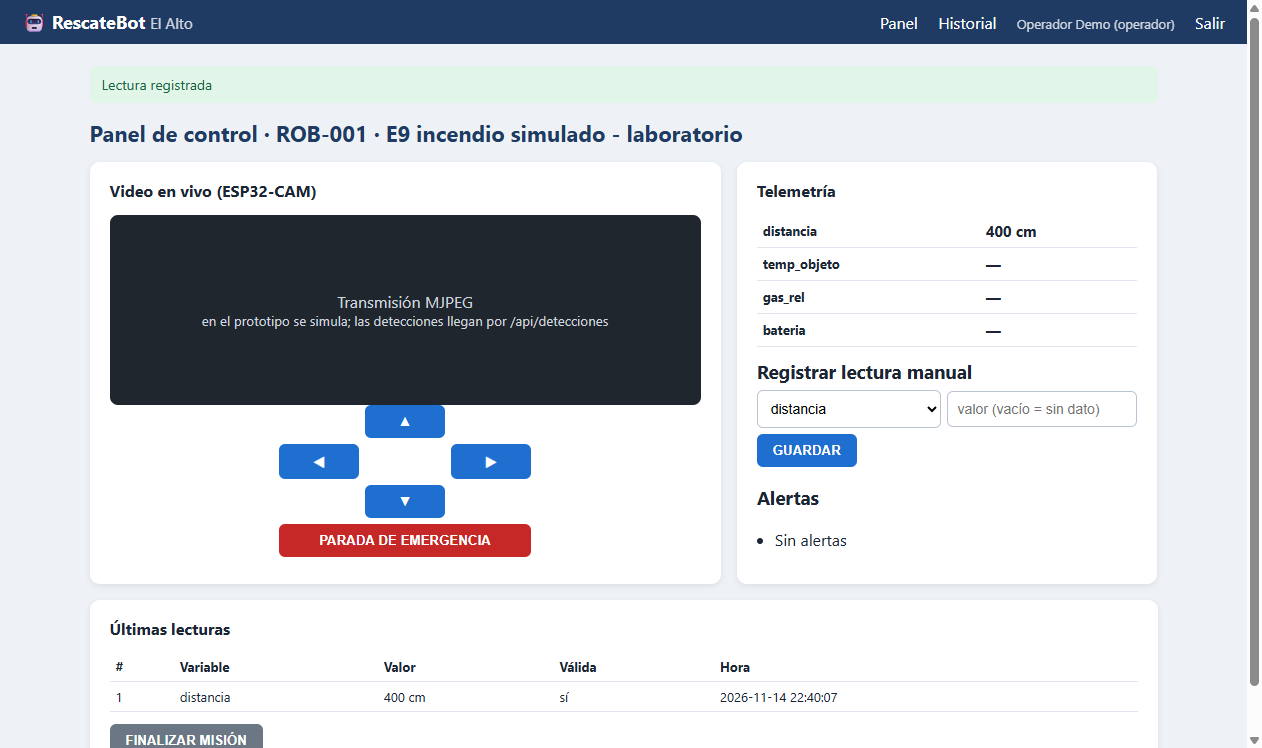 RescateBot El Alto
Panel Historial Operador Demo (operador) Salir
Lectura registrada
Panel de control · ROB-001 · E9 incendio simulado - laboratorio
Video en vivo (ESP32-CAM)
Transmisión MJPEG
en el prototipo se simula; las detecciones llegan por /api/detecciones
▲
◀ ▶
▼
PARADA DE EMERGENCIA
Telemetría
distancia 400 cm
temp_objeto —
gas_rel —
bateria —
Registrar lectura manual
distancia valor (vacío = sin dato)
GUARDAR
Alertas
• Sin alertas
Últimas lecturas
# Variable Valor Válida Hora
1 distancia 400 cm sí 2026-11-14 22:40:07
FINALIZAR MISIÓN